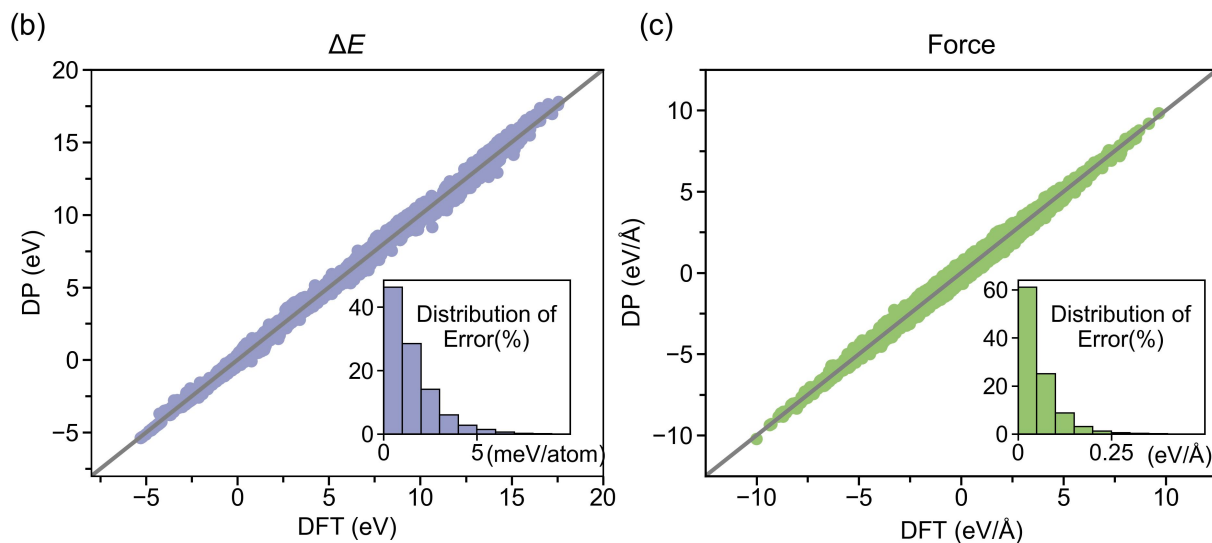 (b)
ΔE
20
15
10
5
0
−5
DP (eV)
−5 0 5 10 15 20
DFT (eV)
Distribution of
Error(%)
40
20
0
0 5 (meV/atom)
(c)
Force
10
5
0
−5
−10
DP (eV/Å)
−10 −5 0 5 10
DFT (eV/Å)
Distribution of
Error(%)
60
40
20
0
0 0.25 (eV/Å)